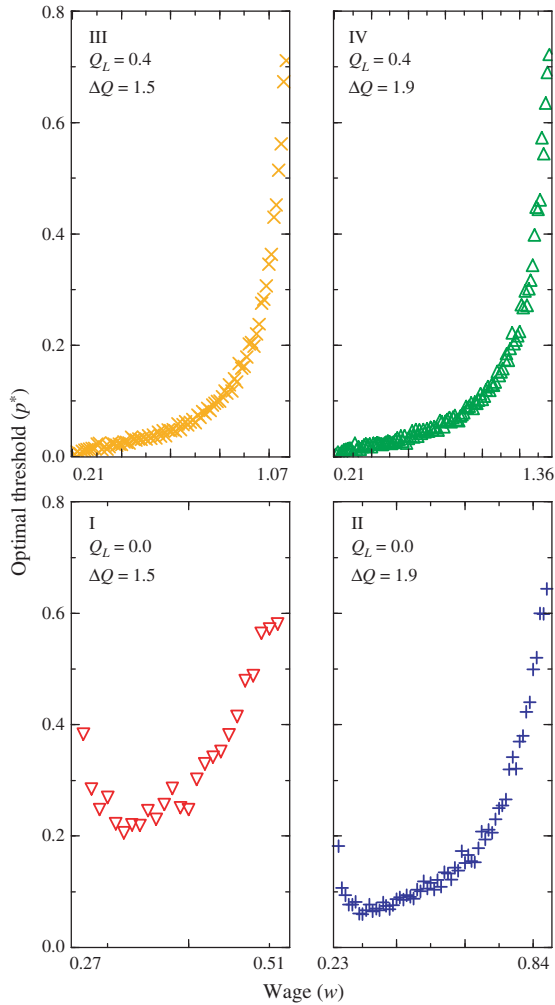 0.8
III
Q_L = 0.4
ΔQ = 1.5
IV
Q_L = 0.4
ΔQ = 1.9
0.6
0.4
0.2
0.0
0.21
1.07
0.21
1.36
Optimal threshold (p*)
0.8
I
Q_L = 0.0
ΔQ = 1.5
II
Q_L = 0.0
ΔQ = 1.9
0.6
0.4
0.2
0.0
0.27
0.51
0.23
0.84
Wage (w)